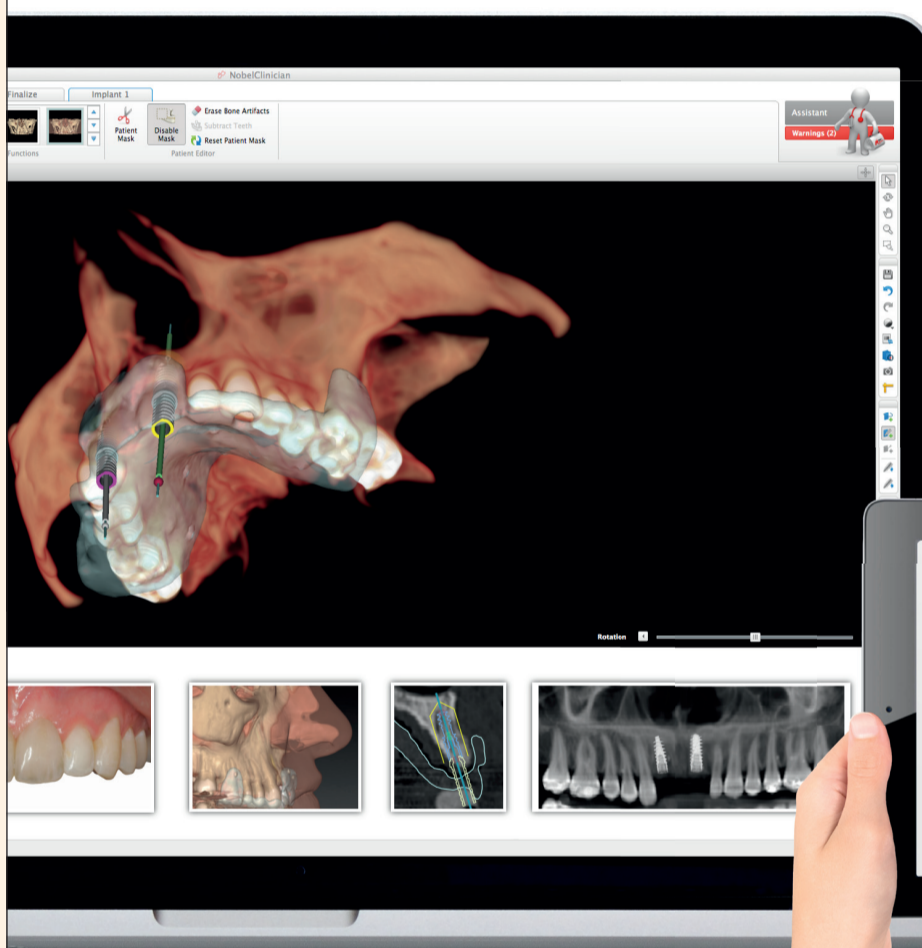 NobelClinician
Finalize
Implant 1
Patient
Mask
Disable
Mask
Erase Bone Artifacts
Subtract Teeth
Reset Patient Mask
Functions
Patient Editor
Assistant
Warnings (2)
Rotation